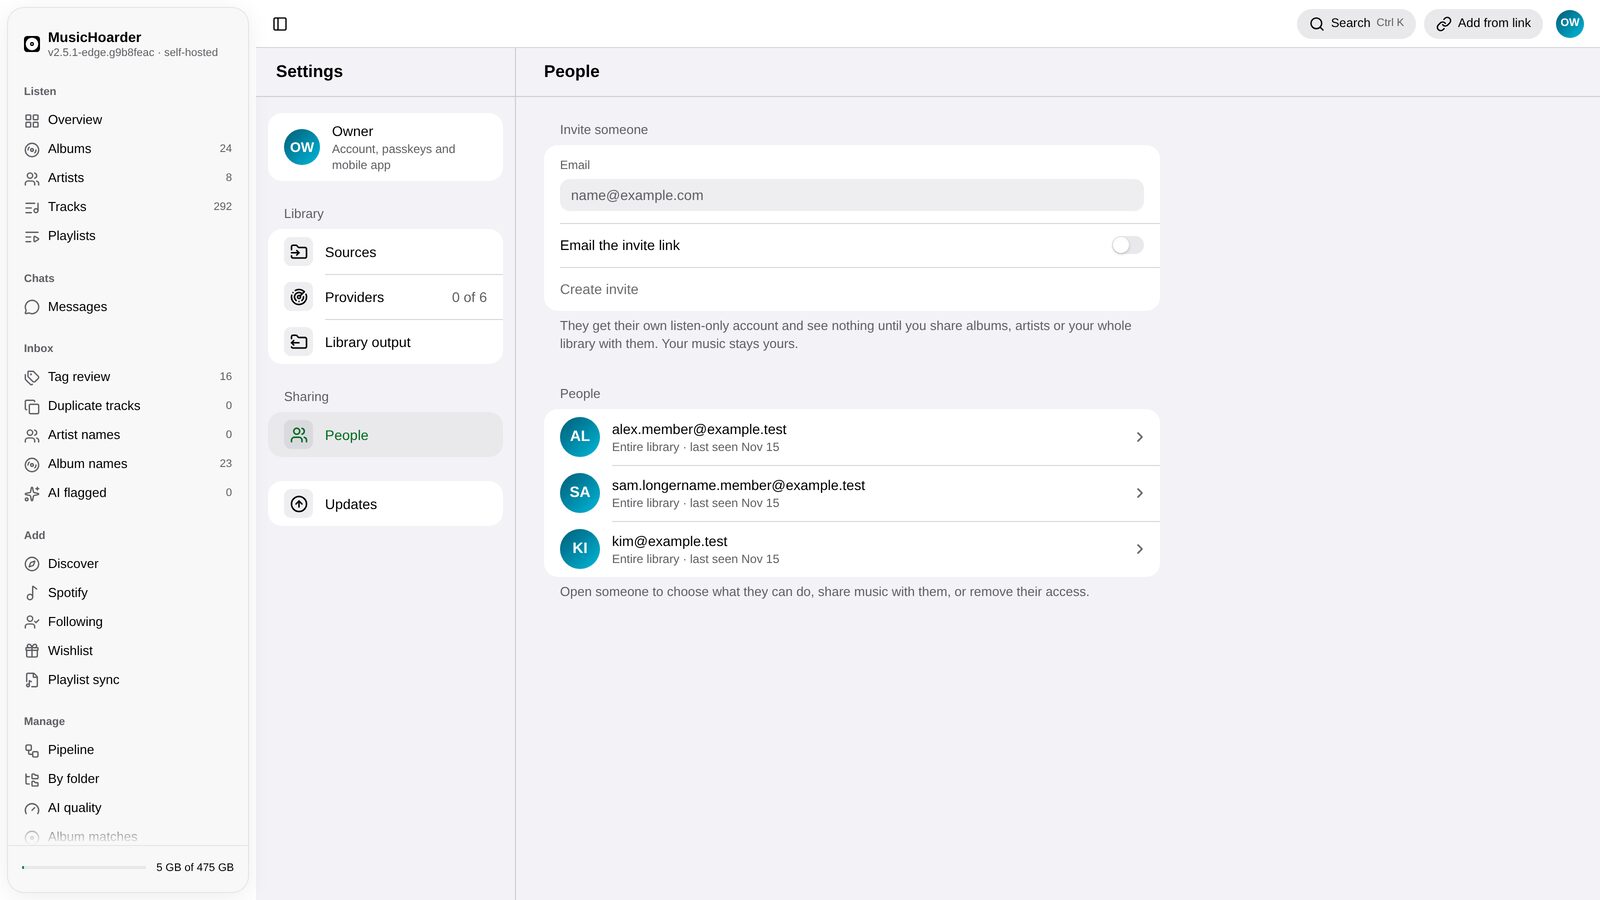 MusicHoarder
v2.5.1-edge.g9b8feac · self-hosted
Listen
Overview
Albums 24
Artists 8
Tracks 292
Playlists
Chats
Messages
Inbox
Tag review 16
Duplicate tracks 0
Artist names 0
Album names 23
AI flagged 0
Add
Discover
Spotify
Following
Wishlist
Playlist sync
Manage
Pipeline
By folder
AI quality
Album matches
5 GB of 475 GB
Search Ctrl K
Add from link
OW
Settings
OW
Owner
Account, passkeys and
mobile app
Library
Sources
Providers 0 of 6
Library output
Sharing
People
Updates
People
Invite someone
Email
name@example.com
Email the invite link
Create invite
They get their own listen-only account and see nothing until you share albums, artists or your whole
library with them. Your music stays yours.
People
AL
alex.member@example.test
Entire library · last seen Nov 15
SA
sam.longername.member@example.test
Entire library · last seen Nov 15
KI
kim@example.test
Entire library · last seen Nov 15
Open someone to choose what they can do, share music with them, or remove their access.